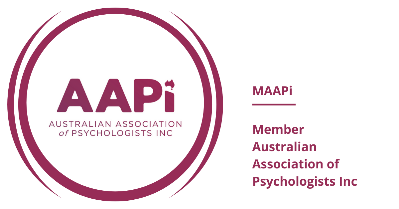 AAPi
AUSTRALIAN ASSOCIATION
of PSYCHOLOGISTS INC
MAAPi
Member
Australian
Association of
Psychologists Inc